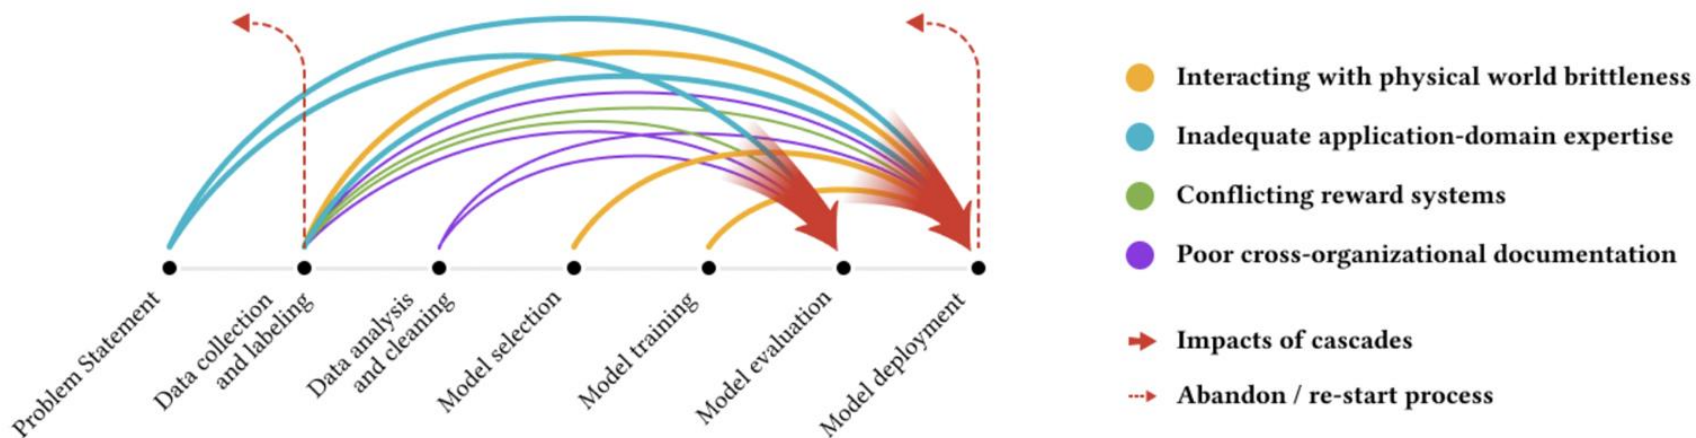 Problem Statement
Data collection
and labeling
Data analysis
and cleaning
Model selection
Model training
Model evaluation
Model deployment
Interacting with physical world brittleness
Inadequate application-domain expertise
Conflicting reward systems
Poor cross-organizational documentation
Impacts of cascades
Abandon / re-start process